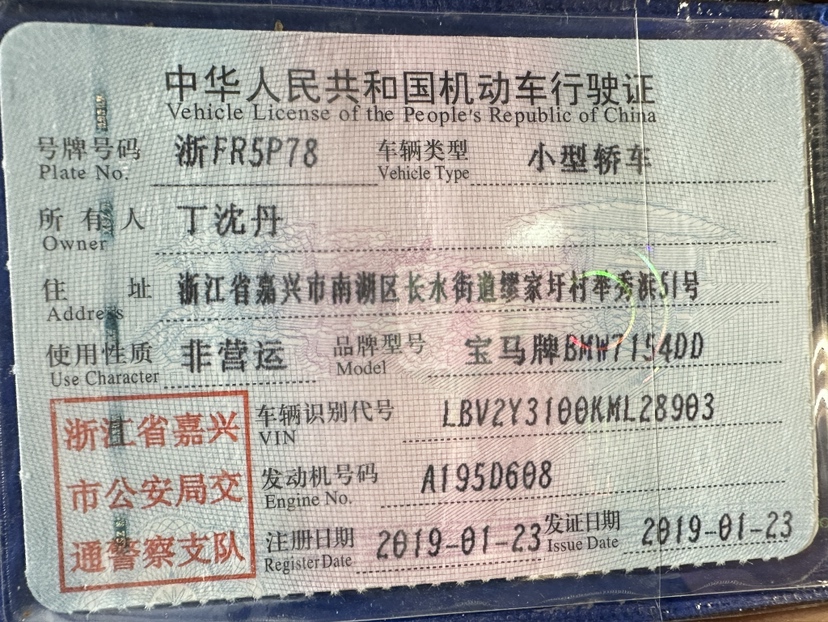 中华人民共和国机动车行驶证
Vehicle License of the People's Republic of China
号牌号码 浙FR5P78 车辆类型 小型轿车
Plate No. Vehicle Type
所有人 丁沈丹
Owner
住址 浙江省嘉兴市南湖区长水街道缪家圩村牵秀浜51号
Address
使用性质 非营运 品牌型号 宝马牌BMW7154DD
Use Character Model
车辆识别代号 LBV2Y3100KML28903
VIN
发动机号码 A195D608
Engine No.
注册日期 2019-01-23 发证日期 2019-01-23
Register Date Issue Date
浙江省嘉兴
市公安局交
通警察支队